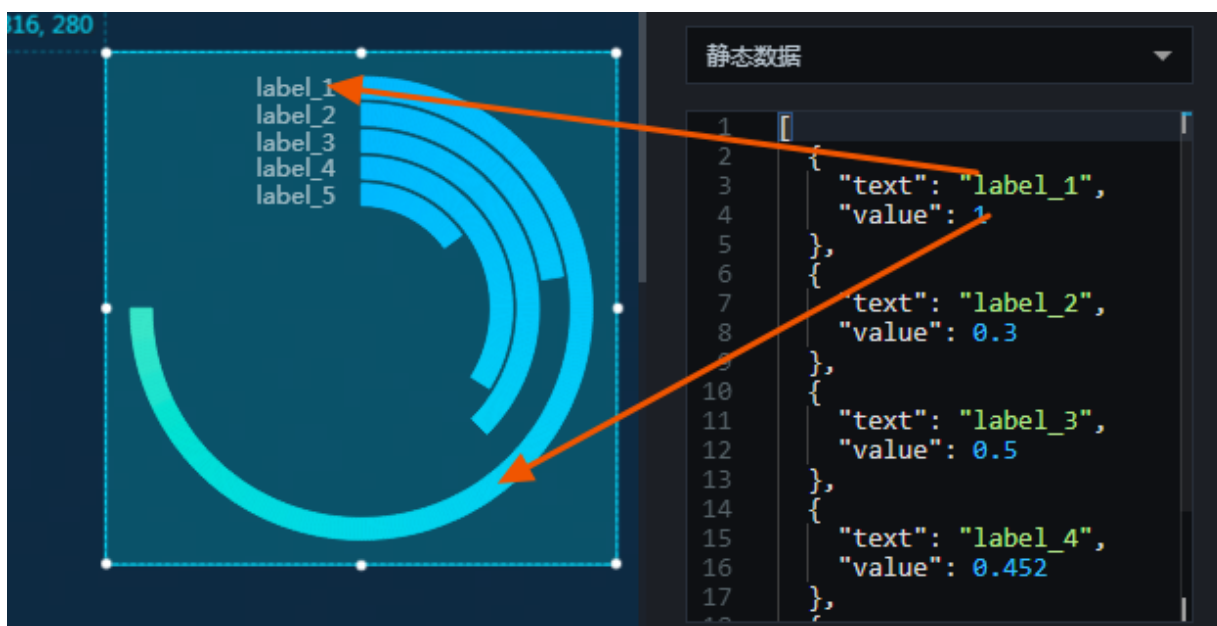 316, 280
label_1
label_2
label_3
label_4
label_5
静态数据
1 [
2 {
3 "text": "label_1",
4 "value": 1
5 },
6 {
7 "text": "label_2",
8 "value": 0.3
9 },
10 {
11 "text": "label_3",
12 "value": 0.5
13 },
14 {
15 "text": "label_4",
16 "value": 0.452
17 },